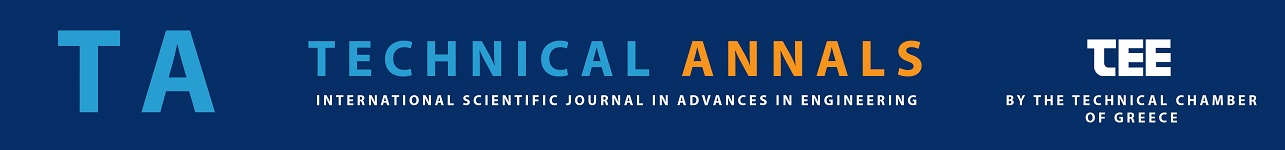 TA
TECHNICAL ANNALS
INTERNATIONAL SCIENTIFIC JOURNAL IN ADVANCES IN ENGINEERING
TEE
BY THE TECHNICAL CHAMBER
OF GREECE